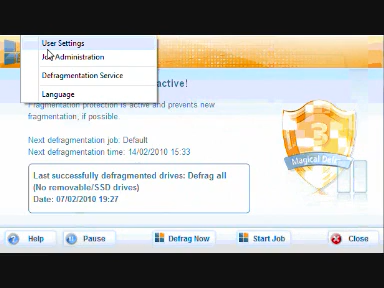 User Settings
Job Administration
Defragmentation Service
Language
active!
Fragmentation protection is active and prevents new
fragmentation, if possible.
Next defragmentation job: Default
Next defragmentation time: 14/02/2010 15:33
Last successfully defragmented drives: Defrag all
(No removable/SSD drives)
Date: 07/02/2010 19:27
3
Magical
Help
Pause
Defrag Now
Start Job
Close